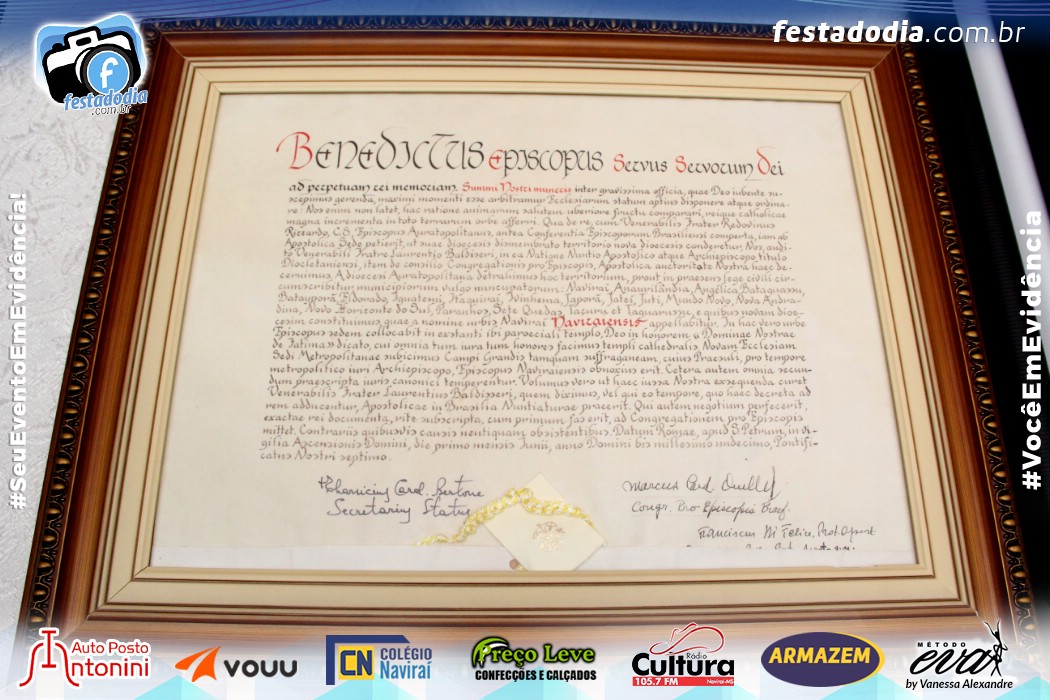 festadodia.com.br
f
festadodia
.com.br
#SeuEventoEmEvidência!
#VocêEmEvidência!
Benedictus Episcopus Servus Servorum Dei
ad perpetuam rei memoriam. Summi Nostri muneris inter gravissima officia, quae Deo iubente su-
scepimus gerenda, maximi momenti esse arbitramur Ecclesiarum statum aptius disponere atque ordina-
re: Nos enim non latet, hac ratione animarum salutem uberiore fructu comparari, reique catholicae
magna incrementa in toto terrarum orbe afferri. Qua de re, cum Venerabilis Frater Redovinus
Rizzardo, C.S., Episcopus Auratopolitanus, antea Conferentia Episcoporum Brasiliensi comperta, iam ab
Apostolica Sede petierit, ut suae dioecesis dismembrato territorio nova dioecesis conderetur, Nos, audi-
to Venerabili Fratre Laurentio Baldisseri, in ea Natione Nuntio Apostolico atque Archiepiscopo titulo
Diocletianensi, item de consilio Congregationis pro Episcopis, Apostolica auctoritate Nostra haec de-
cernimus. A dioecesi Auratopolitana detrahimus hoc territorium, prout in praesens lege civili cir-
cumscribitur municipiorum vulgo nuncupatorum: Naviraí, Anaurilândia, Angélica, Bataguassu,
Batayporã, Eldorado, Iguatemi, Itaquiraí, Ivinhema, Japorã, Jateí, Juti, Mundo Novo, Nova Andra-
dina, Novo Horizonte do Sul, Paranhos, Sete Quedas, Tacuru et Taquarussu, e quibus novam dioe-
cesim constituimus quae a nomine urbis Naviraí Naviraiensis appellabitur. In hac vero urbe
Episcopus sedem collocabit in exstanti ibi paroeciali templo, Deo in honorem Dominae Nostrae
de Fatima dicato, cui omnia tum iura tum honores facimus templi cathedralis. Novam Ecclesiam
Sedi Metropolitanae subicimus Campi Grandis tamquam suffraganeam, cuius Praesuli, pro tempore
metropolitico iuri Archiepiscopo, Episcopus Naviraiensis obnoxius erit. Cetera autem omnia secun-
dum praescripta iuris canonici temperentur. Volumus vero ut haec iussa Nostra exsequenda curet
Venerabilis Frater Laurentius Baldisseri, quem diximus, vel qui eo tempore, quo haec decreta ad
rem adducentur, Apostolicae in Brasilia Nuntiaturae praeerit. Qui autem negotium perfecerit,
exactae rei documenta, rite subscripta, cum primum fas erit, ad Congregationem pro Episcopis
mittet. Contrariis quibusvis causis neutiquam obsistentibus. Datum Romae, apud S. Petrum, in vi-
gilia Ascensionis Domini, die primo mensis Iunii, anno Domini bis millesimo undecimo, Pontifi-
catus Nostri septimo.
Tharcisius Card. Bertone
Secretarius Status
Marcus Card. Ouellet
Congr. Pro Episcopis Praef.
Franciscus Di Felice, Prot. Apost.
Auto Posto
Antonini
VOUU
CN COLÉGIO
Naviraí
Preço Leve
CONFECÇÕES E CALÇADOS
Rádio
Cultura
105.7 FM Naviraí-MS
ARMAZEM
MÉTODO
eva
by Vanessa Alexandre